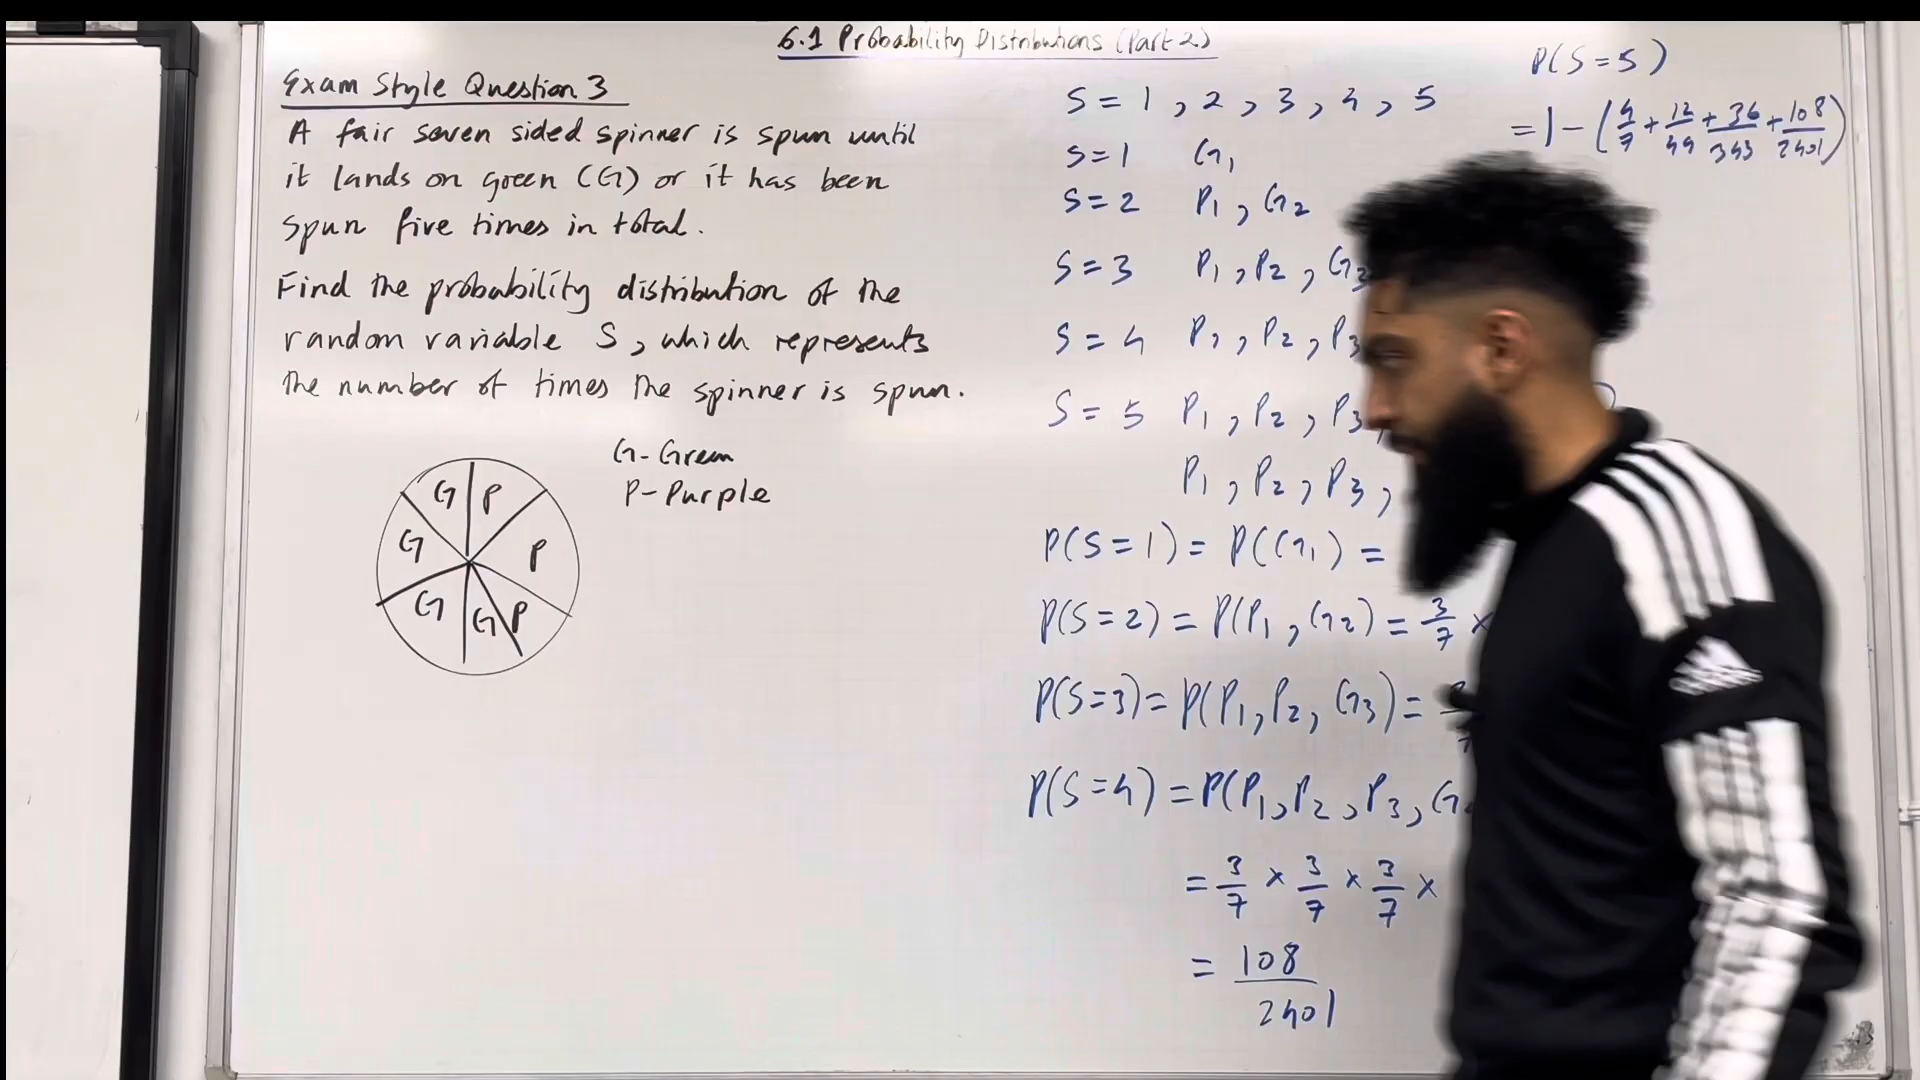 6.1 Probability Distributions (Part 2)
Exam Style Question 3
A fair seven sided spinner is spun until
it lands on green (G) or it has been
spun five times in total.
Find the probability distribution of the
random variable S, which represents
the number of times the spinner is spun.
G - Green
P - Purple
G P
G P
G G P
S = 1, 2, 3, 4, 5
S = 1 G₁
S = 2 P₁, G₂
S = 3 P₁, P₂, G₃
S = 4 P₁, P₂, P₃
S = 5 P₁, P₂, P₃,
P₁, P₂, P₃,
P(S = 1) = P(G₁) =
P(S = 2) = P(P₁, G₂) = 3/7 ×
P(S = 3) = P(P₁, P₂, G₃) =
P(S = 4) = P(P₁, P₂, P₃, G
= 3/7 × 3/7 × 3/7 ×
= 108/2401
P(S = 5)
= 1 - (4/7 + 12/49 + 36/343 + 108/2401)